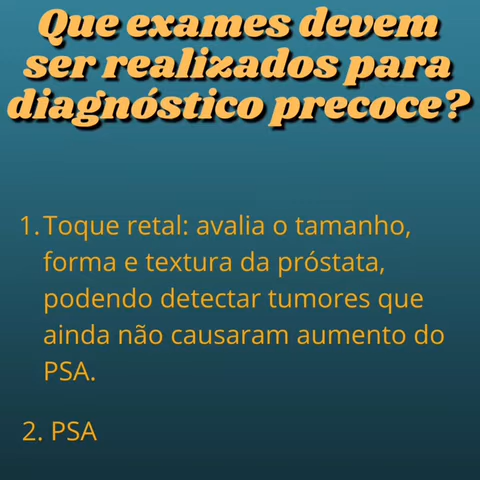 Que exames devem
ser realizados para
diagnóstico precoce?
1. Toque retal: avalia o tamanho,
forma e textura da próstata,
podendo detectar tumores que
ainda não causaram aumento do
PSA.
2. PSA